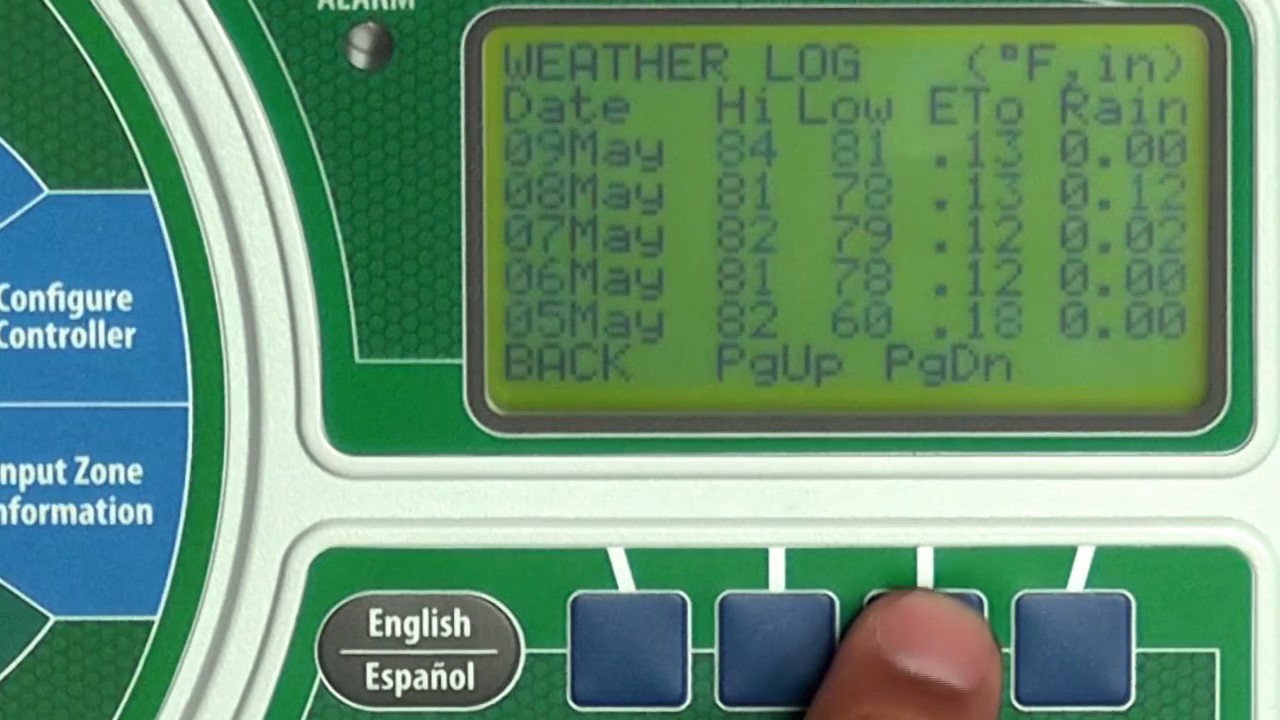 ALARM
WEATHER LOG (°F,in)
Date Hi Low ETo Rain
09May 84 81 .13 0.00
08May 81 78 .13 0.12
07May 82 79 .12 0.02
06May 81 78 .12 0.00
05May 82 60 .18 0.00
BACK PgUp PgDn
Configure
Controller
nput Zone
nformation
English
Español